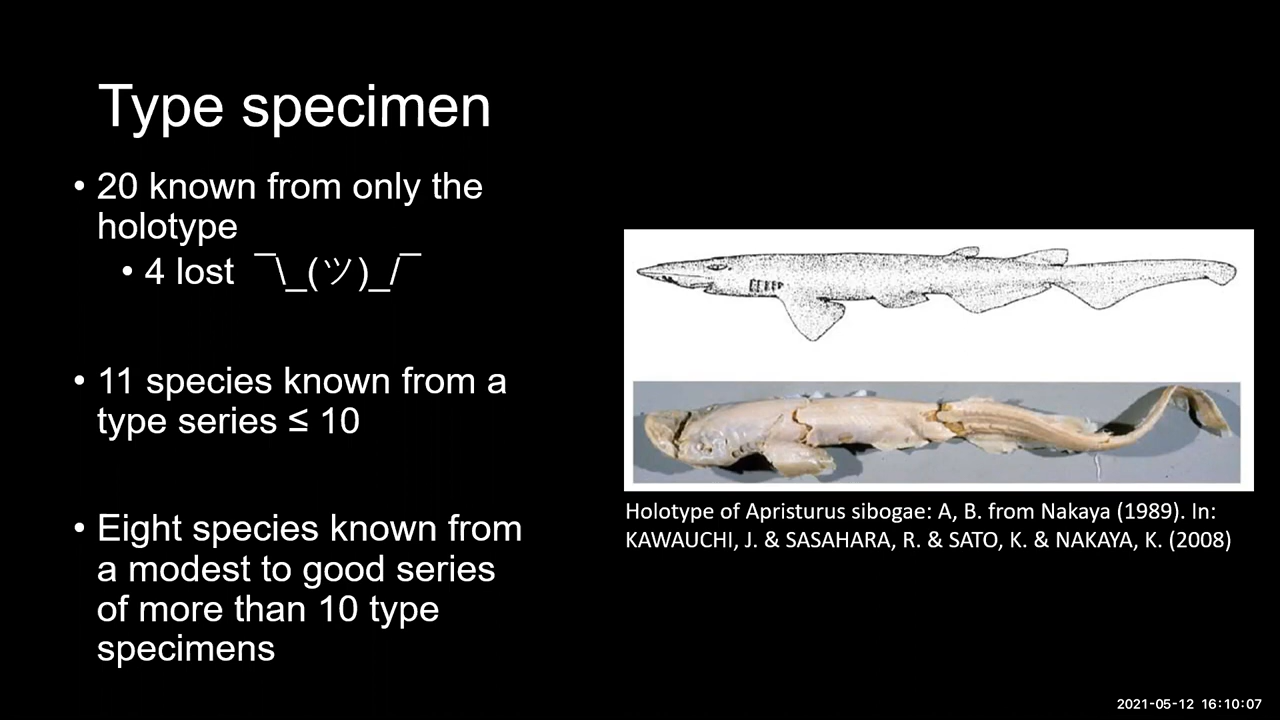 Type specimen
• 20 known from only the
holotype
• 4 lost ¯\_(ツ)_/¯
• 11 species known from a
type series ≤ 10
• Eight species known from
a modest to good series
of more than 10 type
specimens
Holotype of Apristurus sibogae: A, B. from Nakaya (1989). In:
KAWAUCHI, J. & SASAHARA, R. & SATO, K. & NAKAYA, K. (2008)
2021-05-12 16:10:07